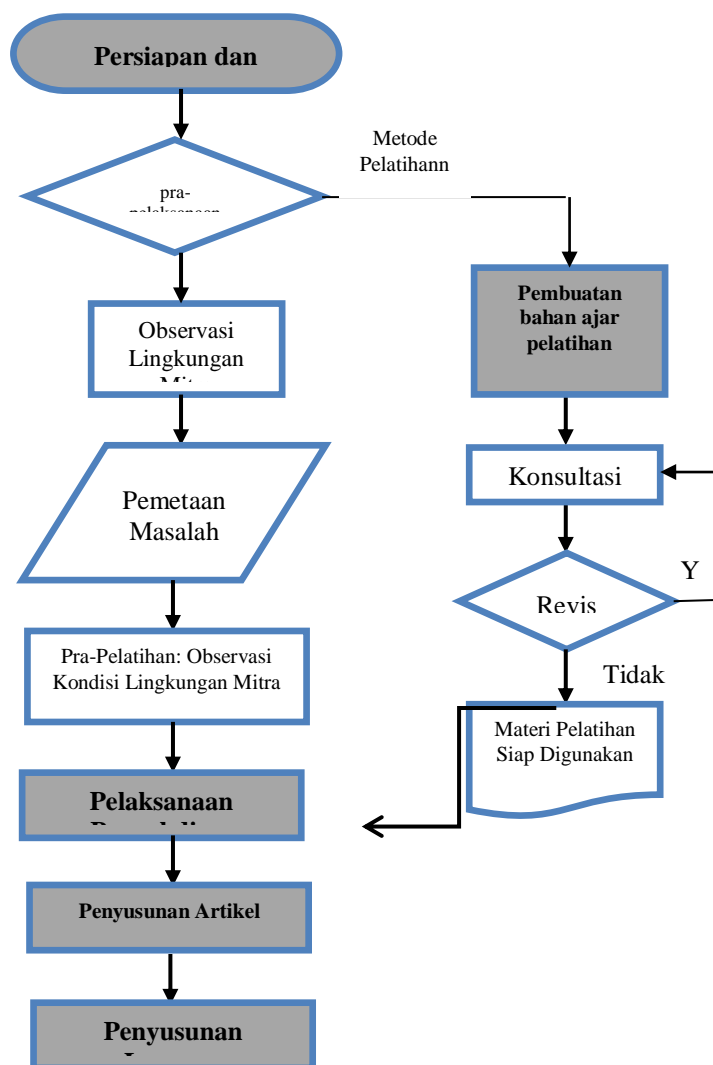 Persiapan dan
Metode
Pelatihann
pra-
pelaksanaan
Observasi
Lingkungan
Pembuatan
bahan ajar
pelatihan
Konsultasi
Pemetaan
Masalah
Revis
Y
Tidak
Pra-Pelatihan: Observasi
Kondisi Lingkungan Mitra
Materi Pelatihan
Siap Digunakan
Pelaksanaan
Penyusunan Artikel
Penyusunan